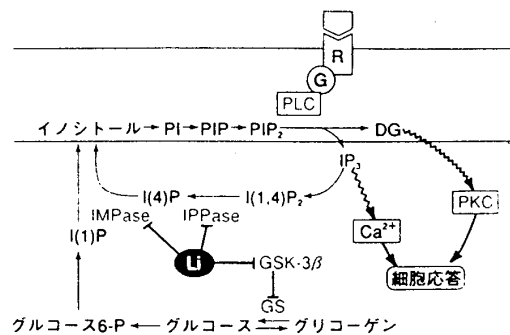 R
G
PLC
イノシトール→PI→PIP→PIP₂→DG
IP₃
I(4)P ← I(1,4)P₂
IMPase
IPPase
PKC
I(1)P
Ca²⁺
Li
GSK-3β
細胞応答
GS
グルコース6-P ← グルコース ⇄ グリコーゲン